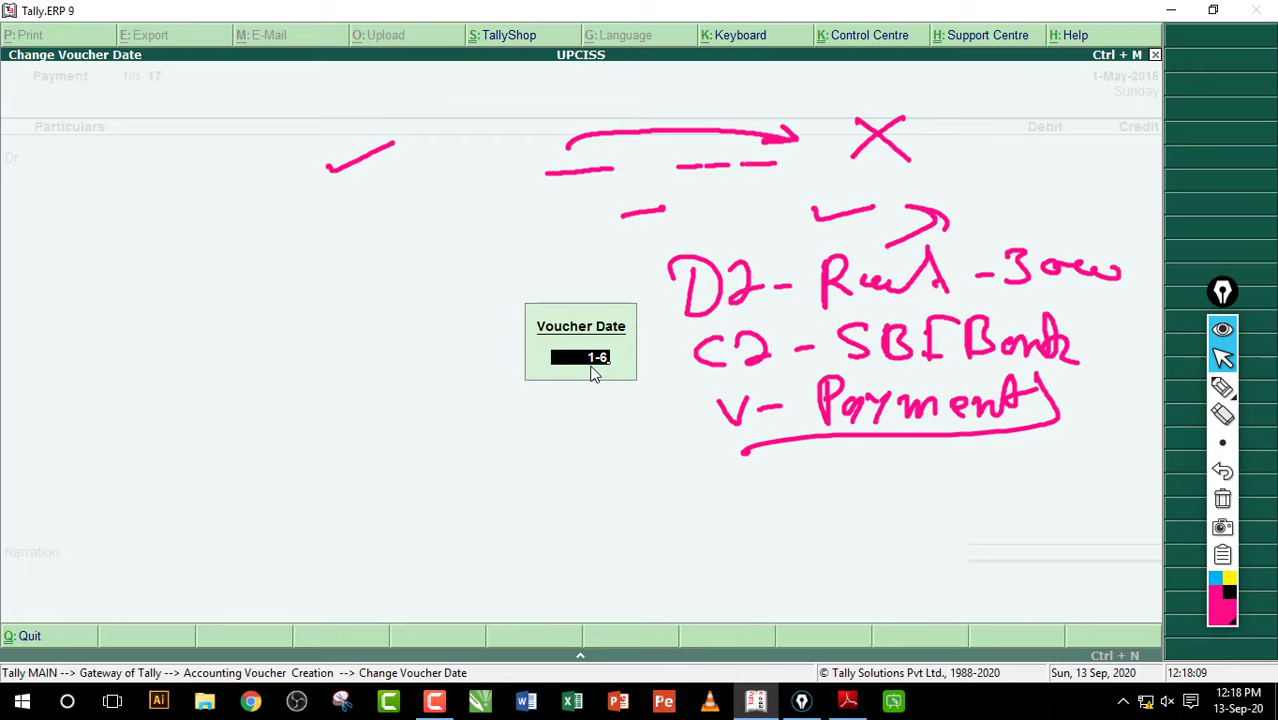 Tally.ERP 9
P: Print E: Export M: E-Mail O: Upload S: TallyShop G: Language K: Keyboard K: Control Centre H: Support Centre H: Help
Change Voucher Date UPCISS Ctrl + M
Payment No. 17 1-May-2018
Sunday
Particulars Debit Credit
Dr
D2 - Rent -
Voucher Date
1-6
C2 - SBI Bank
V - Payment
Narration
Q: Quit
Ctrl + N
Tally MAIN --> Gateway of Tally --> Accounting Voucher Creation --> Change Voucher Date © Tally Solutions Pvt Ltd., 1988-2020 Sun, 13 Sep, 2020 12:18:09
12:18 PM
13-Sep-20